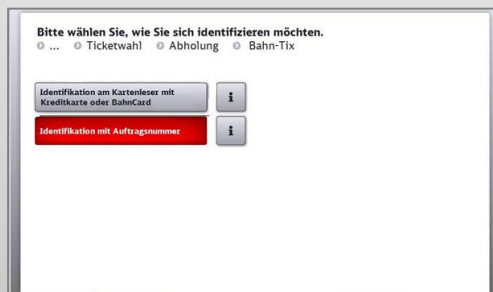 Bitte wählen Sie, wie Sie sich identifizieren möchten.
... Ticketwahl Abholung Bahn-Tix
Identifikation am Kartenleser mit
Kreditkarte oder BahnCard
i
Identifikation mit Auftragsnummer
i